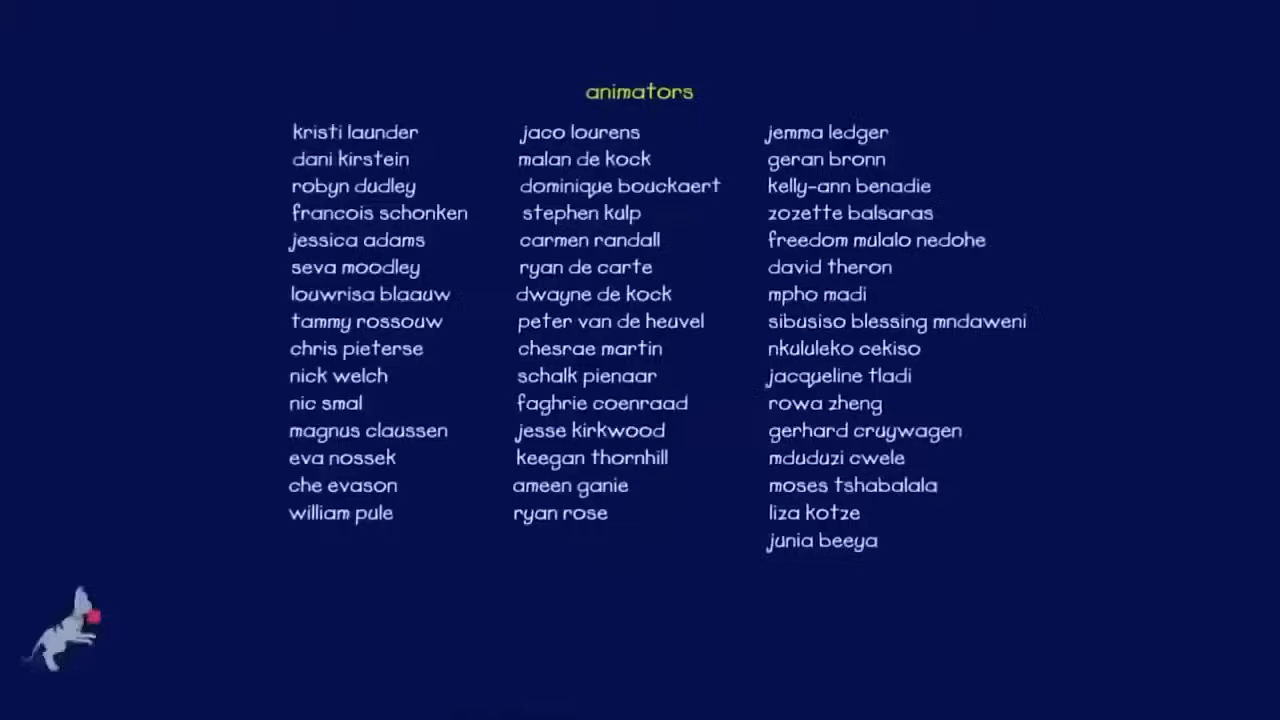 animators
kristi launder
dani kirstein
robyn dudley
francois schonken
jessica adams
seva moodley
louwrisa blaauw
tammy rossouw
chris pieterse
nick welch
nic smal
magnus claussen
eva nossek
che evason
william pule
jaco lourens
malan de kock
dominique bouckaert
stephen kulp
carmen randall
ryan de carte
dwayne de kock
peter van de heuvel
chesrae martin
schalk pienaar
faghrie coenraad
jesse kirkwood
keegan thornhill
ameen ganie
ryan rose
jemma ledger
geran bronn
kelly-ann benadie
zozette balsaras
freedom mulalo nedohe
david theron
mpho madi
sibusiso blessing mndaweni
nkululeko cekiso
jacqueline tladi
rowa zheng
gerhard cruywagen
mduduzi cwele
moses tshabalala
liza kotze
junia beeya